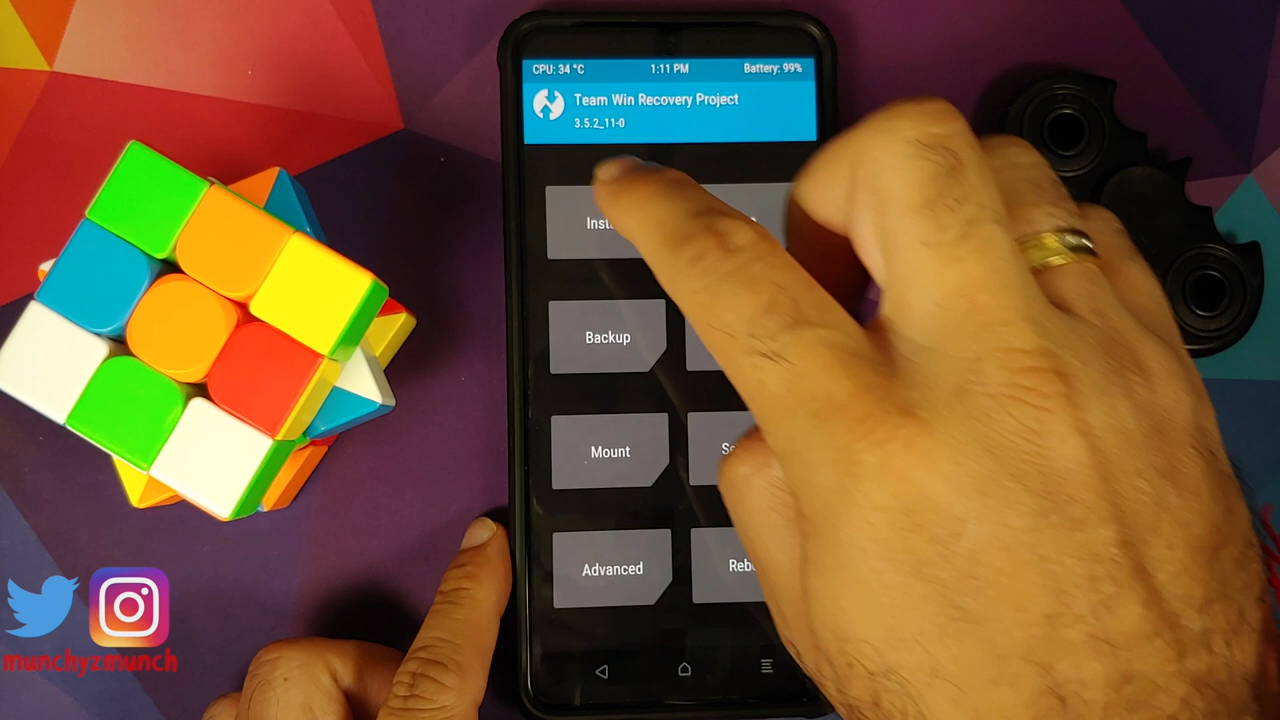 CPU: 34 °C 1:11 PM Battery: 99%
Team Win Recovery Project
3.5.2_11-0
Backup
Mount
Advanced
munchyzmunch